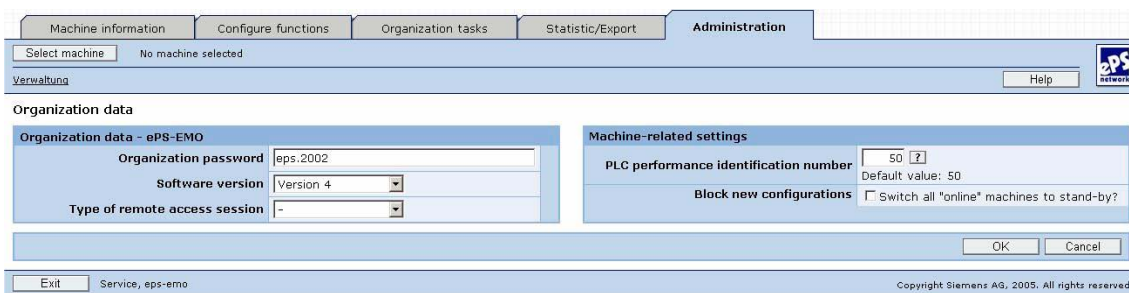 Machine information
Configure functions
Organization tasks
Statistic/Export
Administration
Select machine
No machine selected
ePS
network
Verwaltung
Help
Organization data
Organization data - ePS-EMO
Organization password
eps.2002
Software version
Version 4
Type of remote access session
-
Machine-related settings
PLC performance identification number
50
?
Default value: 50
Block new configurations
Switch all "online" machines to stand-by?
OK
Cancel
Exit
Service, eps-emo
Copyright Siemens AG, 2005. All rights reserved